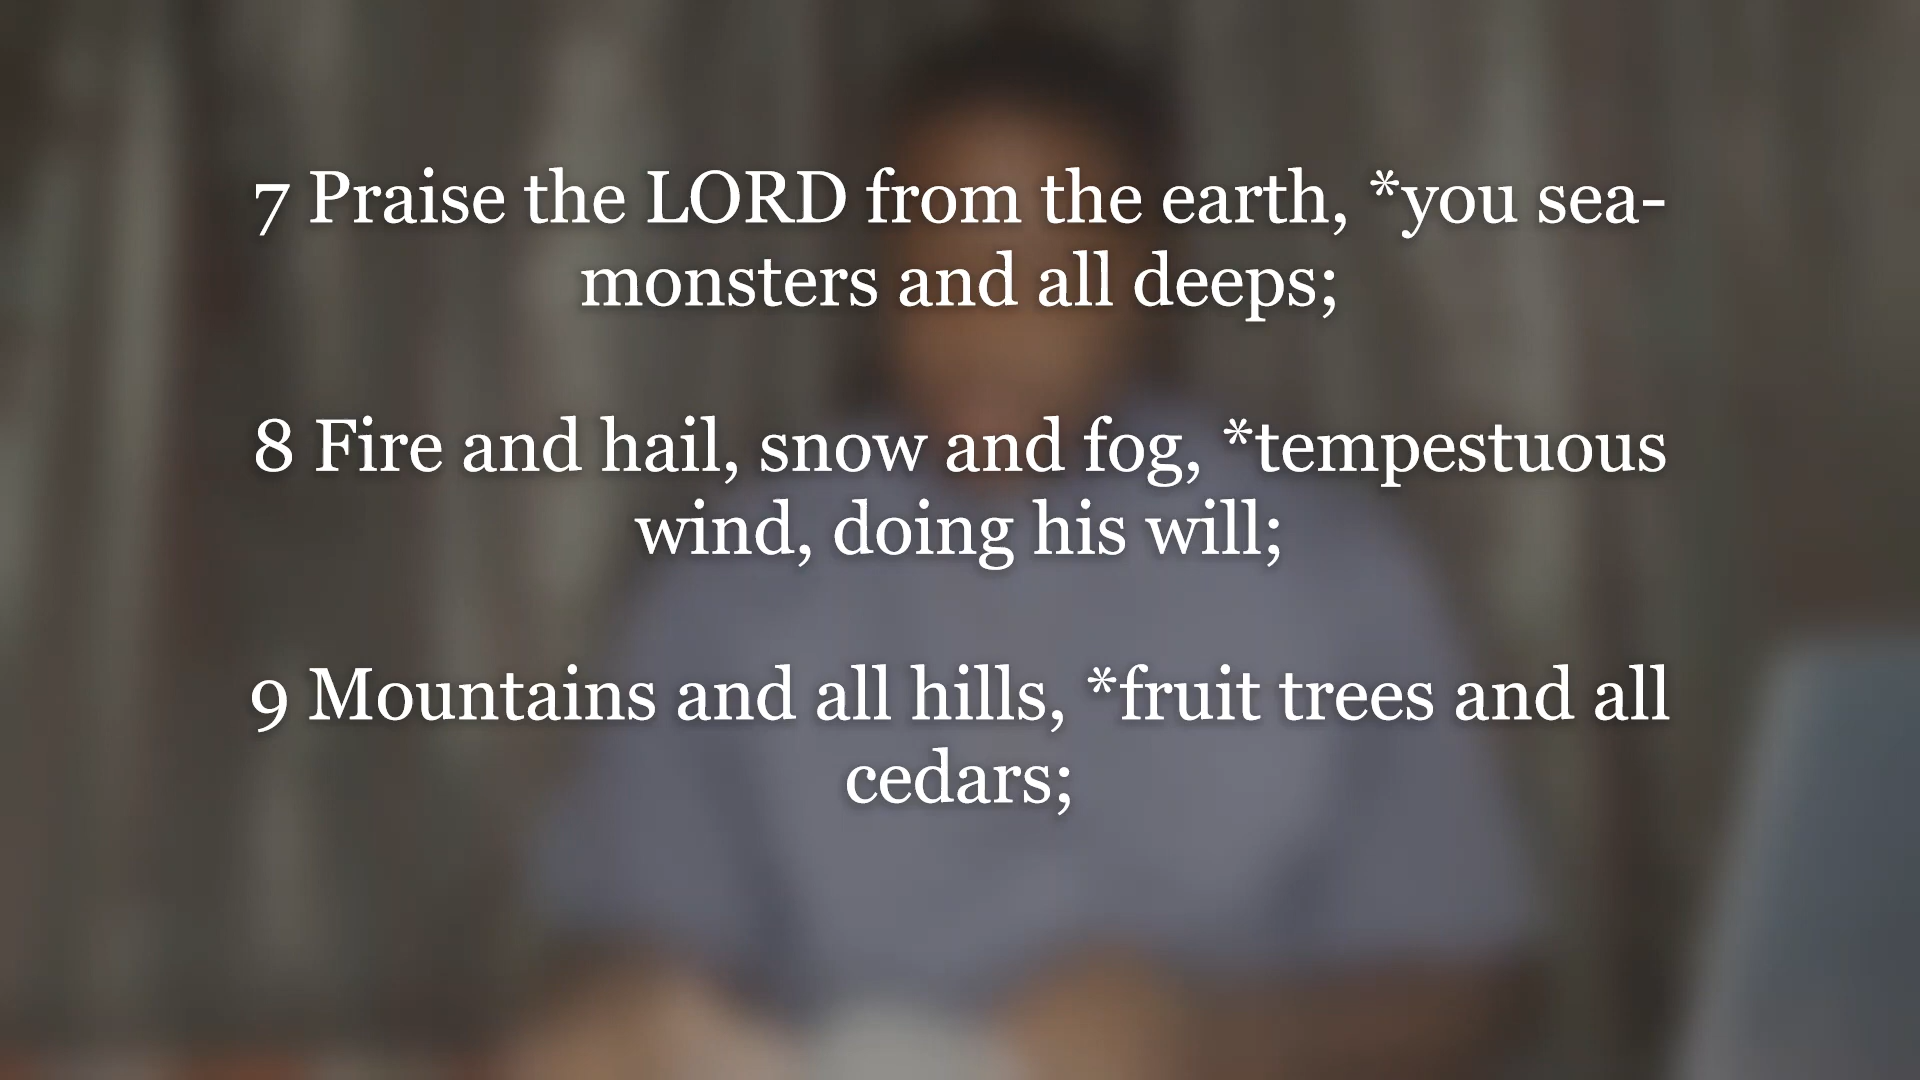 7 Praise the LORD from the earth, *you sea-
monsters and all deeps;
8 Fire and hail, snow and fog, *tempestuous
wind, doing his will;
9 Mountains and all hills, *fruit trees and all
cedars;